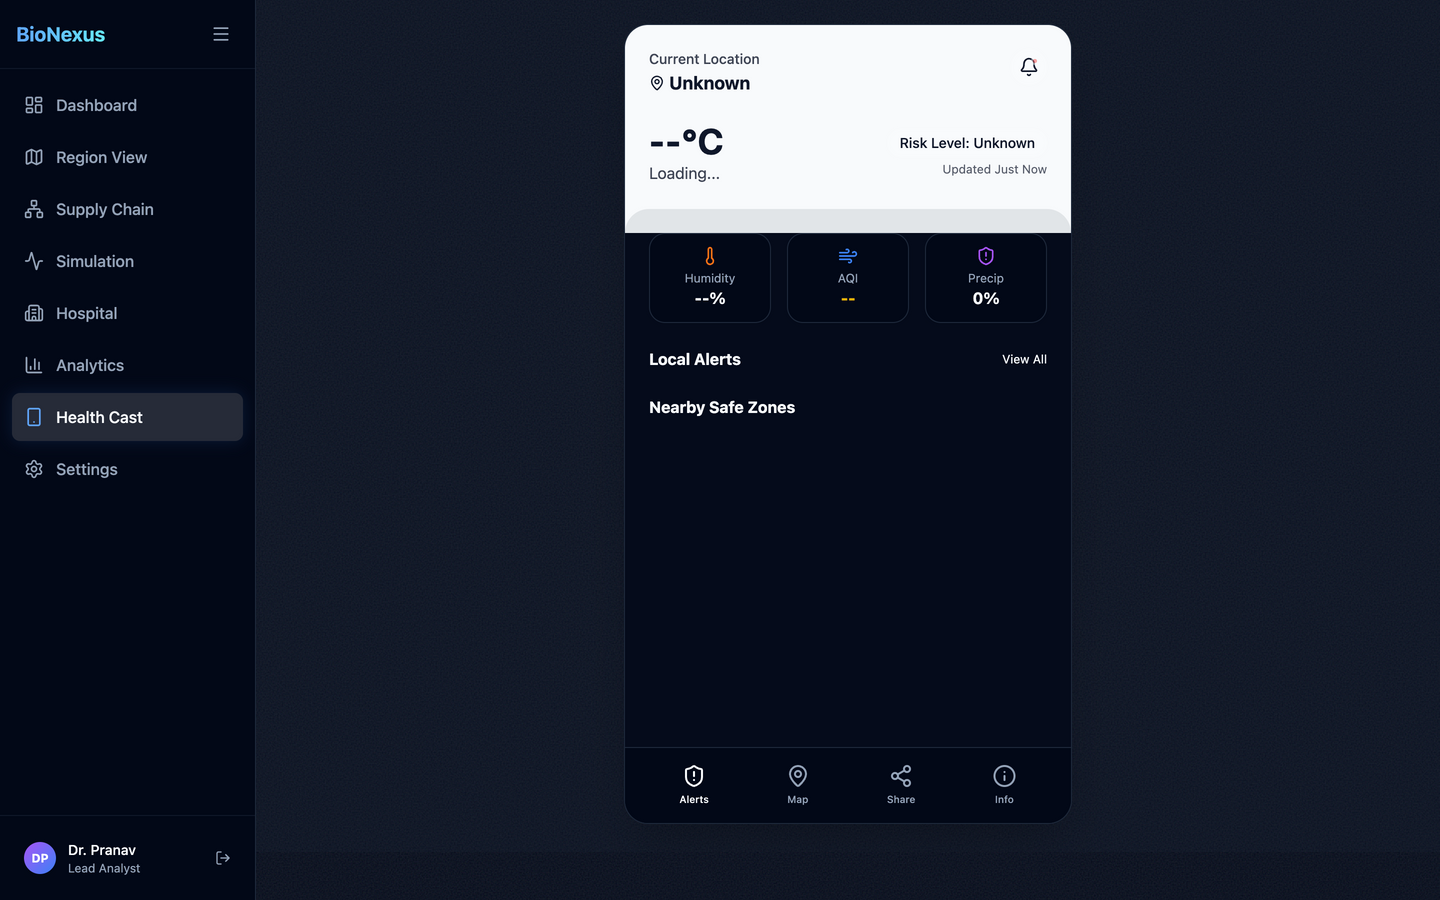 BioNexus
Dashboard
Region View
Supply Chain
Simulation
Hospital
Analytics
Health Cast
Settings
DP
Dr. Pranav
Lead Analyst
Current Location
Unknown
--°C
Loading...
Risk Level: Unknown
Updated Just Now
Humidity
--%
AQI
--
Precip
0%
Local Alerts
View All
Nearby Safe Zones
Alerts
Map
Share
Info